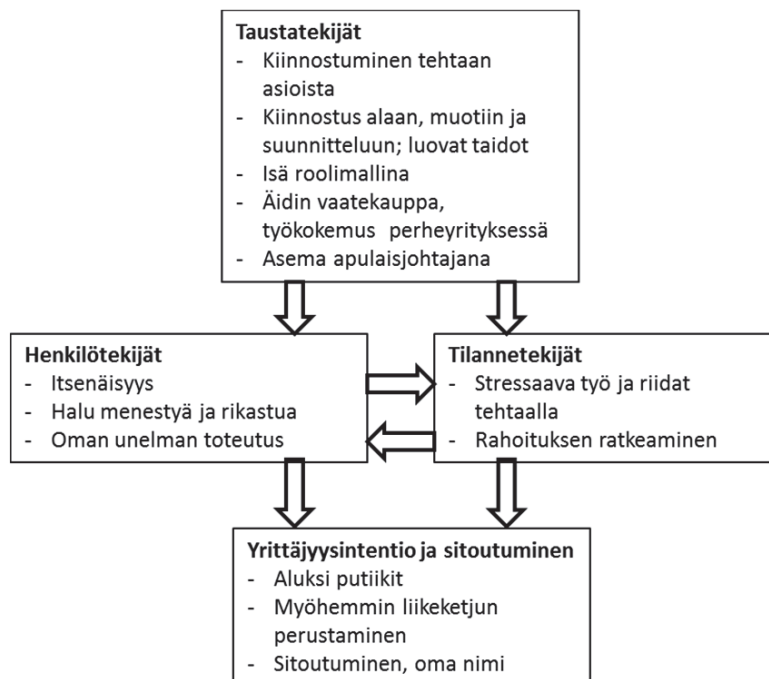 Taustatekijät
- Kiinnostuminen tehtaan
asioista
- Kiinnostus alaan, muotiin ja
suunnitteluun; luovat taidot
- Isä roolimallina
- Äidin vaatekauppa,
työkokemus perheyrityksessä
- Asema apulaisjohtajana
Henkilötekijät
- Itsenäisyys
- Halu menestyä ja rikastua
- Oman unelman toteutus
Tilannetekijät
- Stressaava työ ja riidat
tehtaalla
- Rahoituksen ratkeaminen
Yrittäjyysintentio ja sitoutuminen
- Aluksi putiikit
- Myöhemmin liikeketjun
perustaminen
- Sitoutuminen, oma nimi